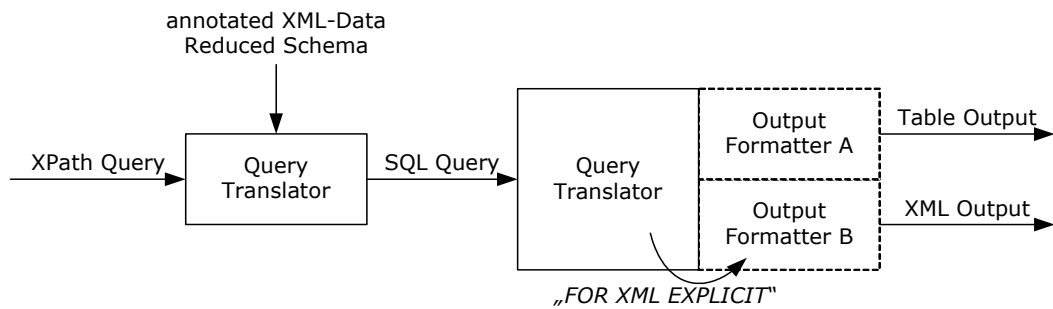 annotated XML-Data
Reduced Schema
XPath Query
Query
Translator
SQL Query
Query
Translator
Output
Formatter A
Table Output
Output
Formatter B
XML Output
„FOR XML EXPLICIT“